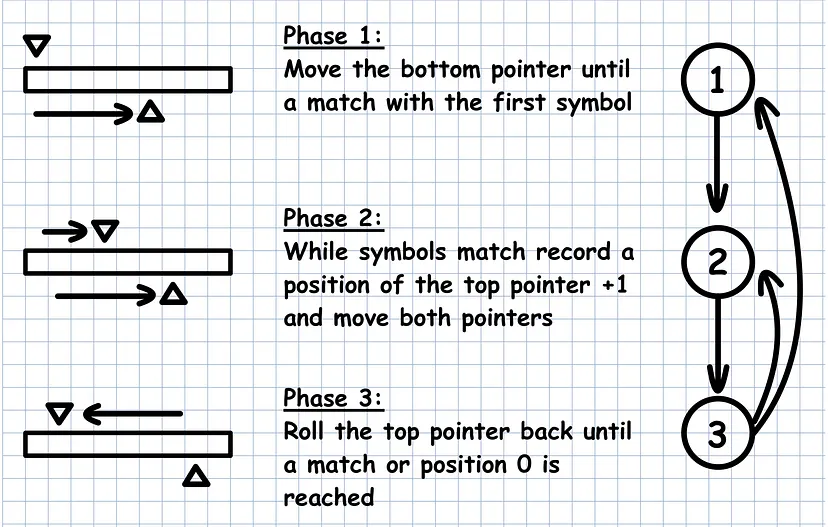 Phase 1:
Move the bottom pointer until
a match with the first symbol
1
Phase 2:
While symbols match record a
position of the top pointer +1
and move both pointers
2
Phase 3:
Roll the top pointer back until
a match or position 0 is
reached
3